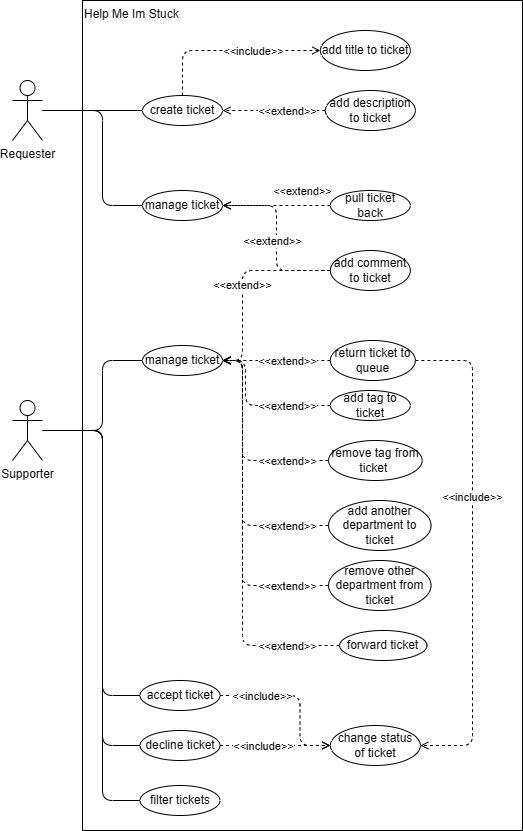 Help Me Im Stuck
<<include>>
add title to ticket
Requester
create ticket
<<extend>>
add description
to ticket
manage ticket
<<extend>>
pull ticket
back
<<extend>>
add comment
to ticket
<<extend>>
Supporter
manage ticket
<<extend>>
return ticket to
queue
<<extend>>
add tag to
ticket
<<extend>>
remove tag from
ticket
<<include>>
<<extend>>
add another
department to
ticket
<<extend>>
remove other
department from
ticket
<<extend>>
forward ticket
accept ticket
<<include>>
decline ticket
<<include>>
change status
of ticket
filter tickets